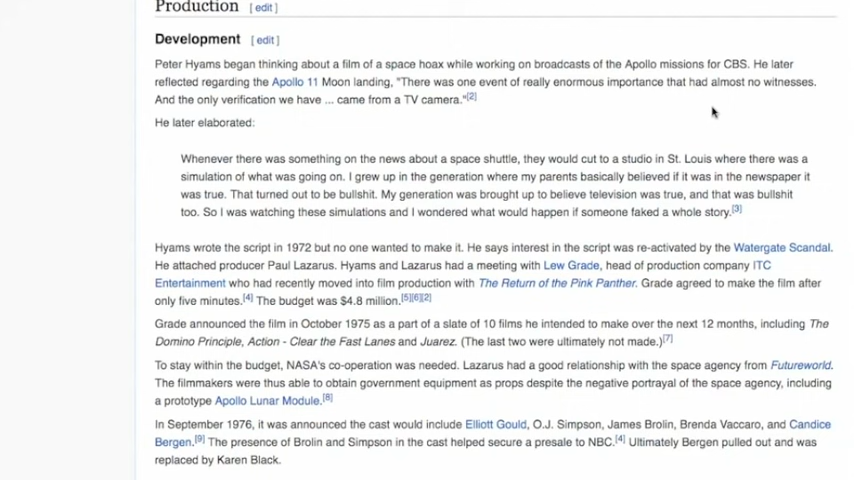 Production [ edit ]
Development [ edit ]
Peter Hyams began thinking about a film of a space hoax while working on broadcasts of the Apollo missions for CBS. He later
reflected regarding the Apollo 11 Moon landing, "There was one event of really enormous importance that had almost no witnesses.
And the only verification we have ... came from a TV camera."[2]
He later elaborated:
Whenever there was something on the news about a space shuttle, they would cut to a studio in St. Louis where there was a
simulation of what was going on. I grew up in the generation where my parents basically believed if it was in the newspaper it
was true. That turned out to be bullshit. My generation was brought up to believe television was true, and that was bullshit
too. So I was watching these simulations and I wondered what would happen if someone faked a whole story.[3]
Hyams wrote the script in 1972 but no one wanted to make it. He says interest in the script was re-activated by the Watergate Scandal.
He attached producer Paul Lazarus. Hyams and Lazarus had a meeting with Lew Grade, head of production company ITC
Entertainment who had recently moved into film production with The Return of the Pink Panther. Grade agreed to make the film after
only five minutes.[4] The budget was $4.8 million.[5][6][2]
Grade announced the film in October 1975 as a part of a slate of 10 films he intended to make over the next 12 months, including The
Domino Principle, Action - Clear the Fast Lanes and Juarez. (The last two were ultimately not made.)[7]
To stay within the budget, NASA's co-operation was needed. Lazarus had a good relationship with the space agency from Futureworld.
The filmmakers were thus able to obtain government equipment as props despite the negative portrayal of the space agency, including
a prototype Apollo Lunar Module.[8]
In September 1976, it was announced the cast would include Elliott Gould, O.J. Simpson, James Brolin, Brenda Vaccaro, and Candice
Bergen.[9] The presence of Brolin and Simpson in the cast helped secure a presale to NBC.[4] Ultimately Bergen pulled out and was
replaced by Karen Black.